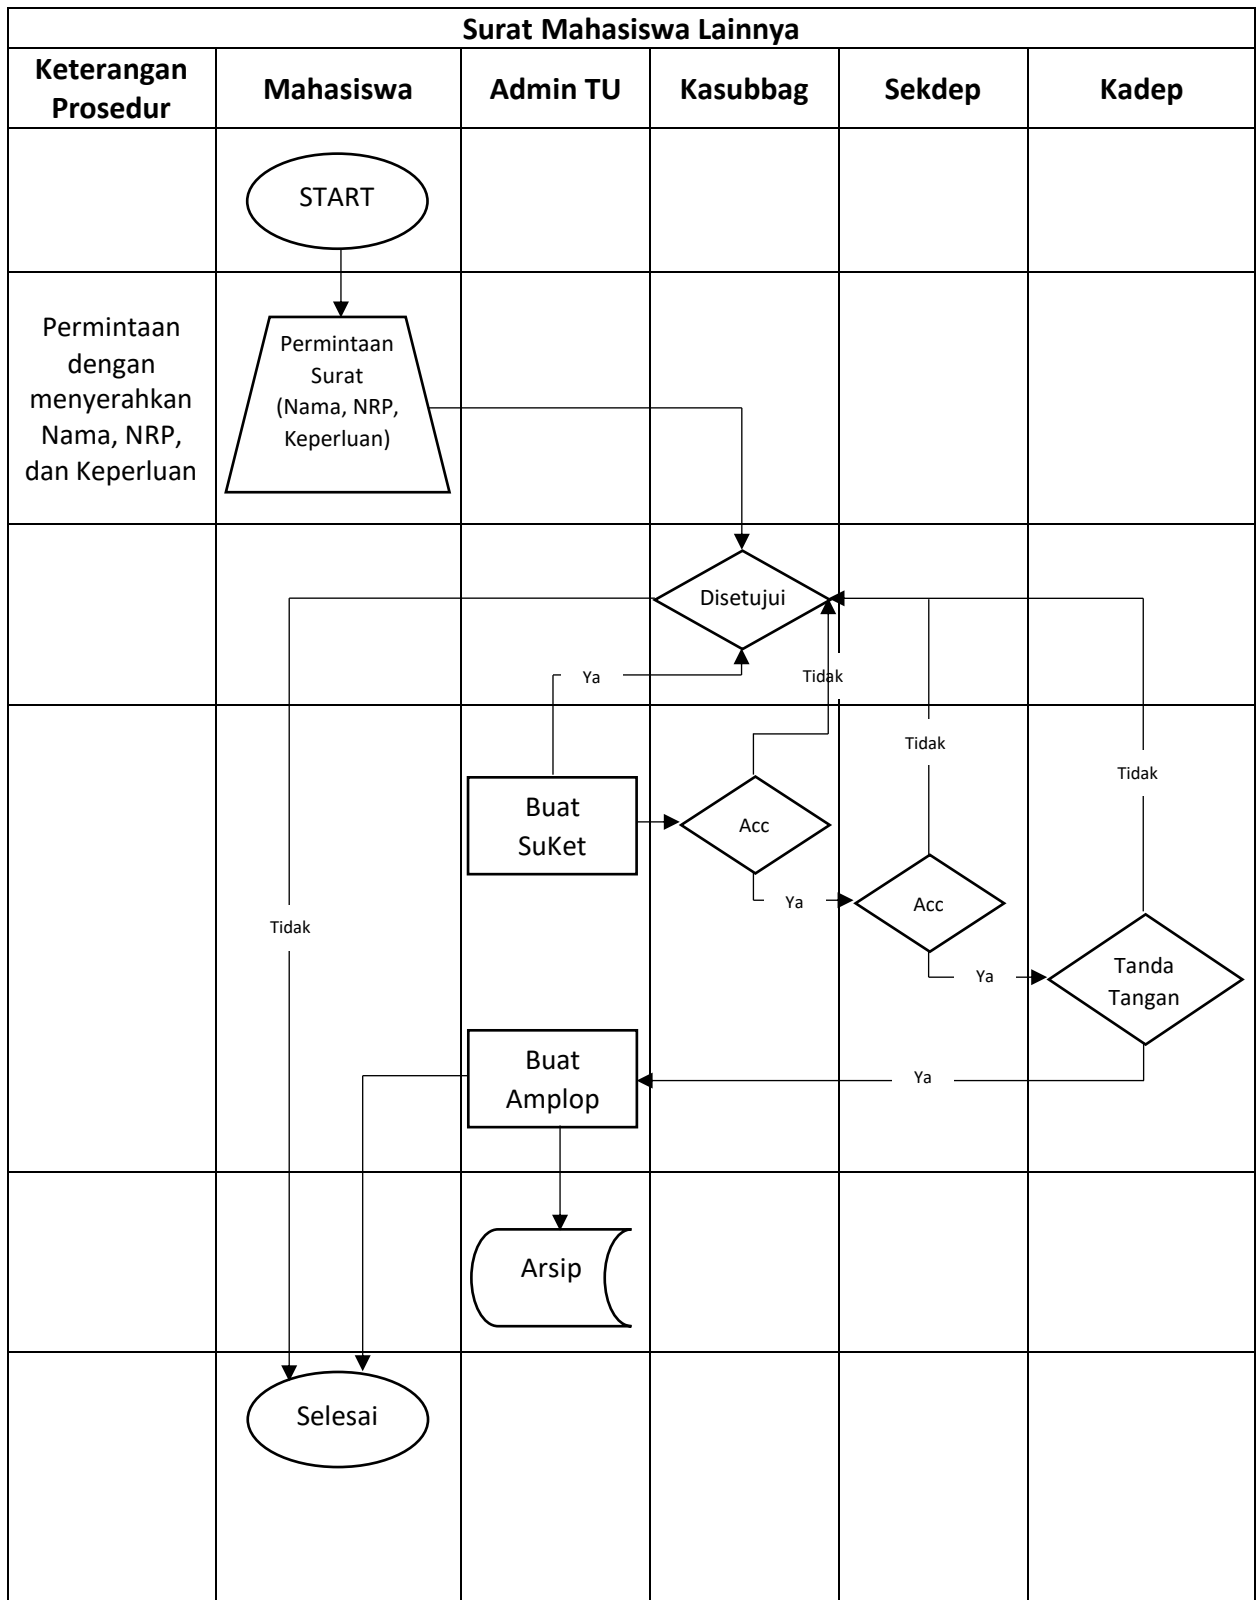 Surat Mahasiswa Lainnya
Keterangan
Prosedur
Mahasiswa
Admin TU
Kasubbag
Sekdep
Kadep
START
Permintaan
dengan
menyerahkan
Nama, NRP,
dan Keperluan
Permintaan
Surat
(Nama, NRP,
Keperluan)
Disetujui
Ya
Tidak
Tidak
Tidak
Buat
SuKet
Acc
Ya
Acc
Tidak
Ya
Tanda
Tangan
Buat
Amplop
Ya
Arsip
Selesai